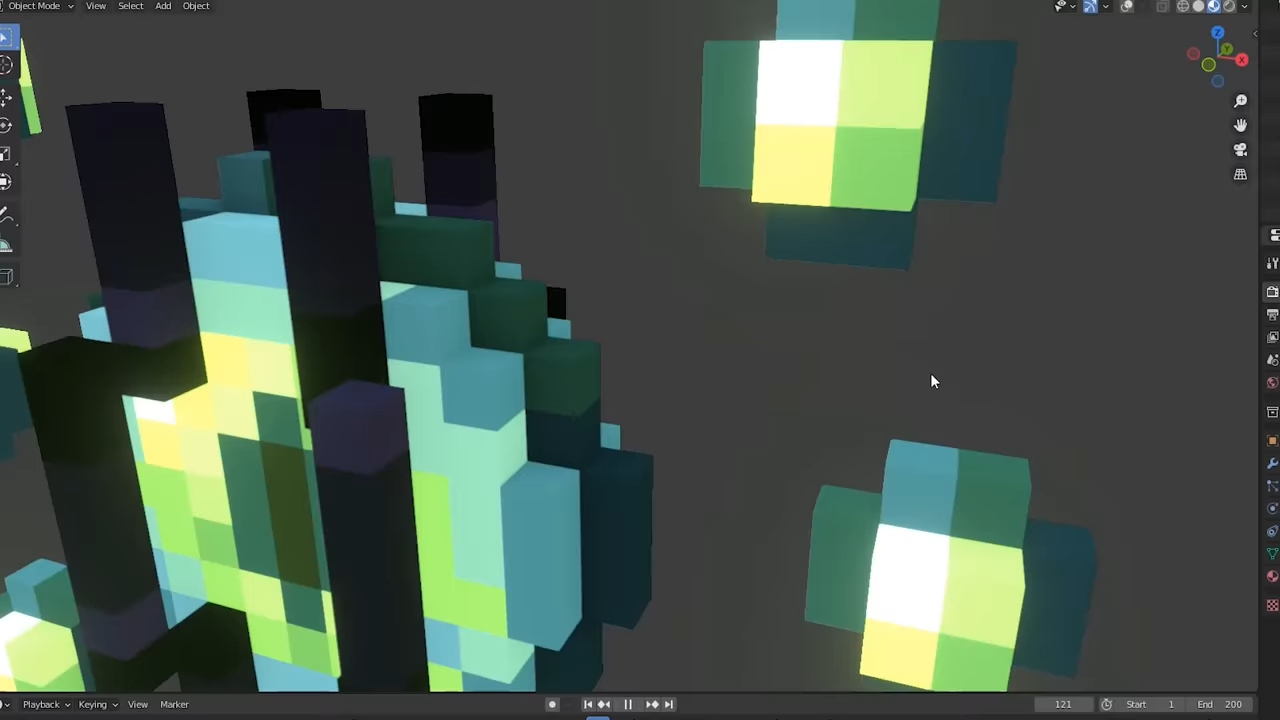 Object Mode View Select Add Object
Z
Y
X
Playback Keying View Marker 121 Start 1 End 200